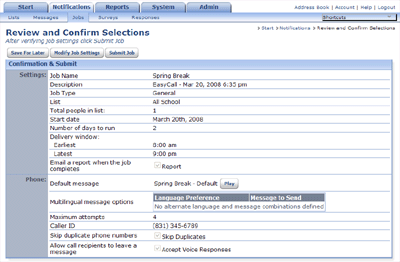 Start Notifications Reports System Admin
Address Book | Account | Help | Logout
Lists Messages Jobs Surveys Responses
Shortcuts
Review and Confirm Selections
Start > Notifications > Review and Confirm Selections
After verifying job settings click Submit Job
Save For Later Modify Job Settings Submit Job
Confirmation & Submit
Settings: Job Name Spring Break
Description EasyCall - Mar 20, 2008 6:35 pm
Job Type General
List All School
Total people in list: 1
Start date March 20th, 2008
Number of days to run 2
Delivery window:
Earliest 8:00 am
Latest 9:00 pm
Email a report when the job Report
completes
Phone: Default message Spring Break - Default Play
Multilingual message options Language Preference Message to Send
No alternate language and message combinations defined
Maximum attempts 4
Caller ID (831) 345-6789
Skip duplicate phone numbers Skip Duplicates
Allow call recipients to leave a Accept Voice Responses
message